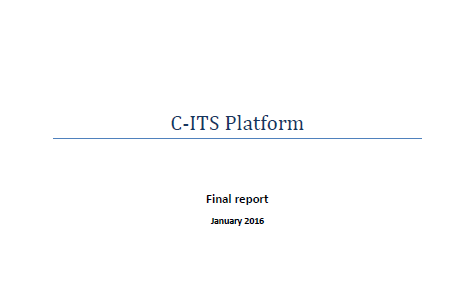 C-ITS Platform
Final report
January 2016